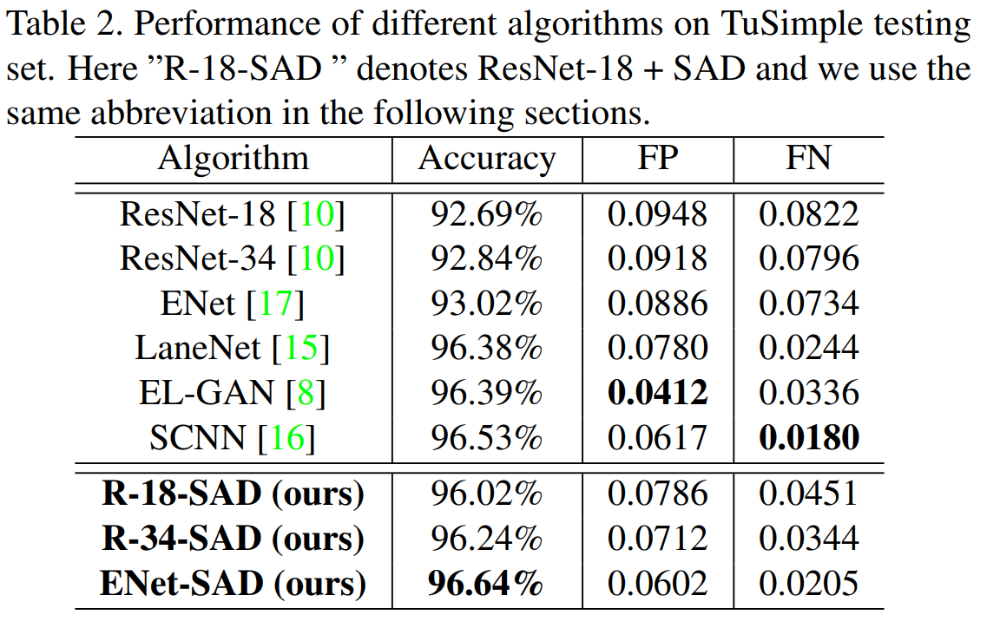 Table 2. Performance of different algorithms on TuSimple testing
set. Here ”R-18-SAD ” denotes ResNet-18 + SAD and we use the
same abbreviation in the following sections.
Algorithm Accuracy FP FN
ResNet-18 [10] 92.69% 0.0948 0.0822
ResNet-34 [10] 92.84% 0.0918 0.0796
ENet [17] 93.02% 0.0886 0.0734
LaneNet [15] 96.38% 0.0780 0.0244
EL-GAN [8] 96.39% 0.0412 0.0336
SCNN [16] 96.53% 0.0617 0.0180
R-18-SAD (ours) 96.02% 0.0786 0.0451
R-34-SAD (ours) 96.24% 0.0712 0.0344
ENet-SAD (ours) 96.64% 0.0602 0.0205